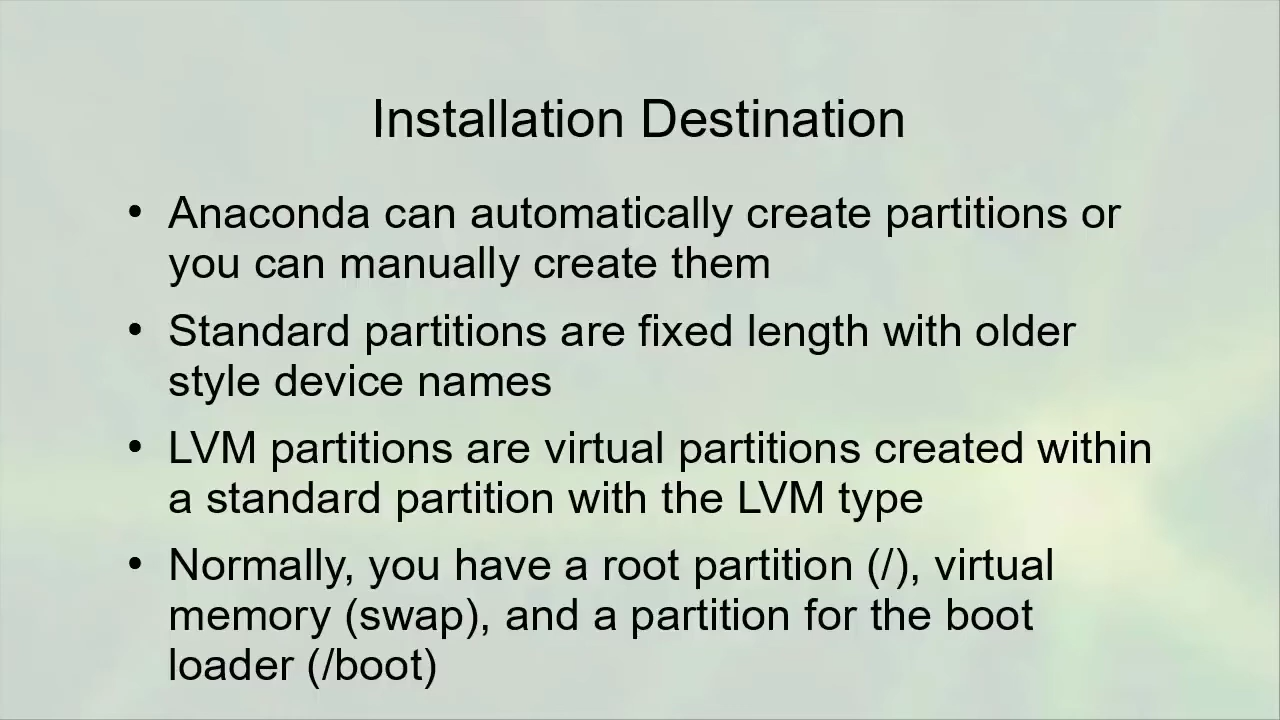 Installation Destination
• Anaconda can automatically create partitions or
you can manually create them
• Standard partitions are fixed length with older
style device names
• LVM partitions are virtual partitions created within
a standard partition with the LVM type
• Normally, you have a root partition (/), virtual
memory (swap), and a partition for the boot
loader (/boot)